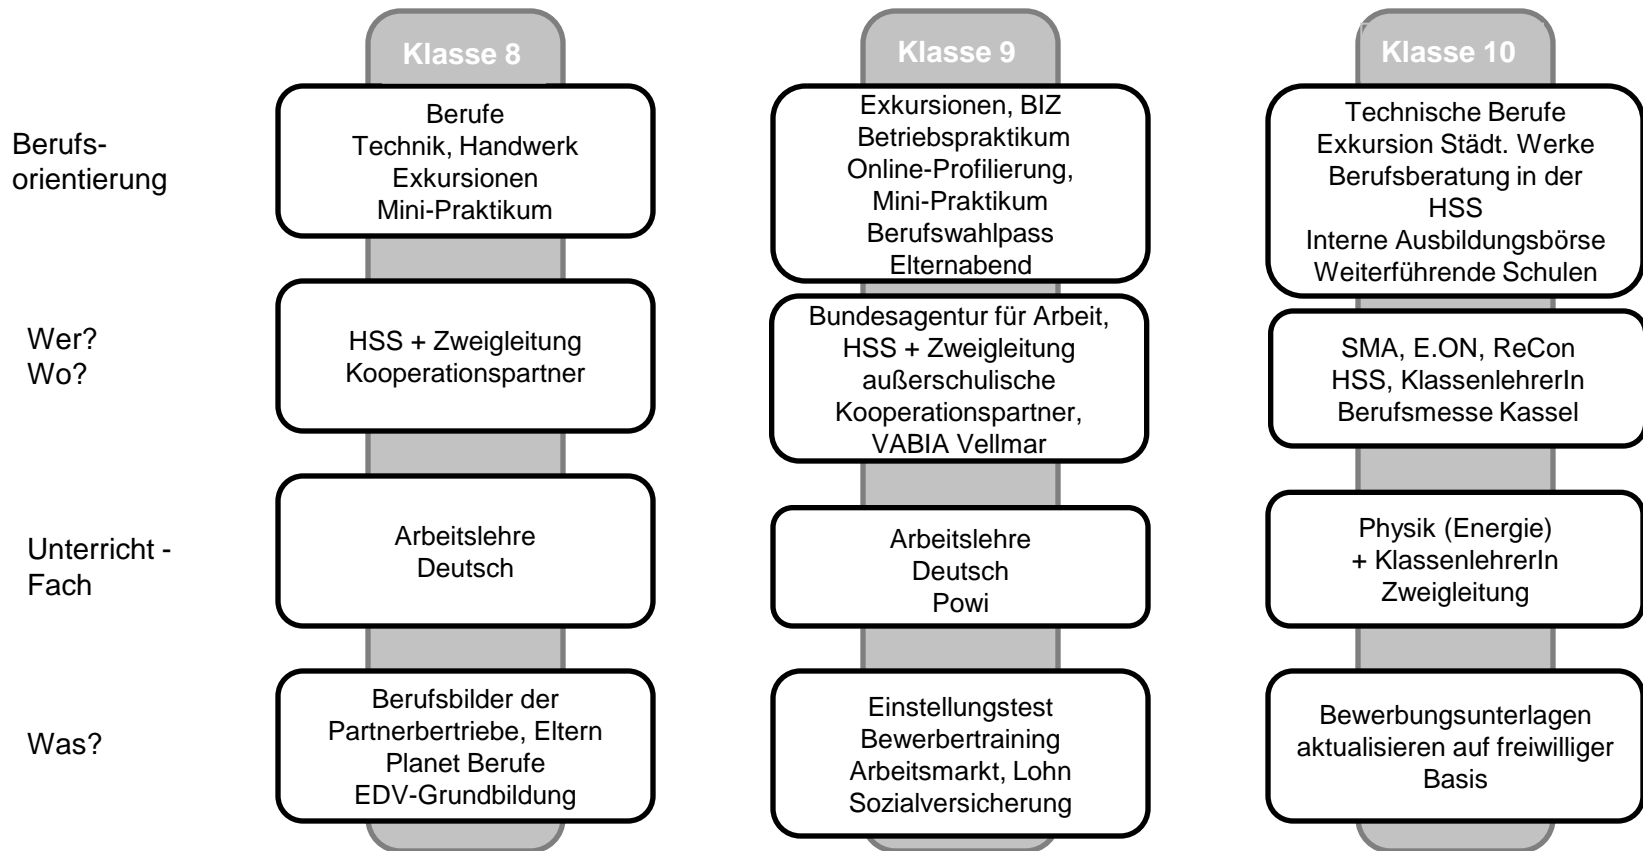 Klasse 8
Klasse 9
Klasse 10
Berufs-
orientierung
Berufe
Technik, Handwerk
Exkursionen
Mini-Praktikum
Exkursionen, BIZ
Betriebspraktikum
Online-Profilierung,
Mini-Praktikum
Berufswahlpass
Elternabend
Technische Berufe
Exkursion Städt. Werke
Berufsberatung in der
HSS
Interne Ausbildungsbörse
Weiterführende Schulen
Wer?
Wo?
HSS + Zweigleitung
Kooperationspartner
Bundesagentur für Arbeit,
HSS + Zweigleitung
außerschulische
Kooperationspartner,
VABIA Vellmar
SMA, E.ON, ReCon
HSS, KlassenlehrerIn
Berufsmesse Kassel
Unterricht -
Fach
Arbeitslehre
Deutsch
Arbeitslehre
Deutsch
Powi
Physik (Energie)
+ KlassenlehrerIn
Zweigleitung
Was?
Berufsbilder der
Partnerbertriebe, Eltern
Planet Berufe
EDV-Grundbildung
Einstellungstest
Bewerbertraining
Arbeitsmarkt, Lohn
Sozialversicherung
Bewerbungsunterlagen
aktualisieren auf freiwilliger
Basis